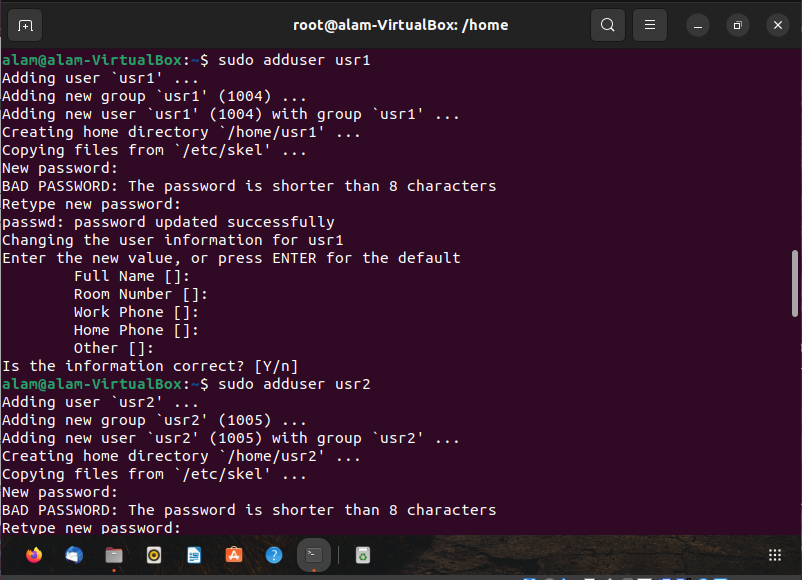 root@alam-VirtualBox: /home
alam@alam-VirtualBox:~$ sudo adduser usr1
Adding user `usr1' ...
Adding new group `usr1' (1004) ...
Adding new user `usr1' (1004) with group `usr1' ...
Creating home directory `/home/usr1' ...
Copying files from `/etc/skel' ...
New password:
BAD PASSWORD: The password is shorter than 8 characters
Retype new password:
passwd: password updated successfully
Changing the user information for usr1
Enter the new value, or press ENTER for the default
        Full Name []:
        Room Number []:
        Work Phone []:
        Home Phone []:
        Other []:
Is the information correct? [Y/n]
alam@alam-VirtualBox:~$ sudo adduser usr2
Adding user `usr2' ...
Adding new group `usr2' (1005) ...
Adding new user `usr2' (1005) with group `usr2' ...
Creating home directory `/home/usr2' ...
Copying files from `/etc/skel' ...
New password:
BAD PASSWORD: The password is shorter than 8 characters
Retype new password: